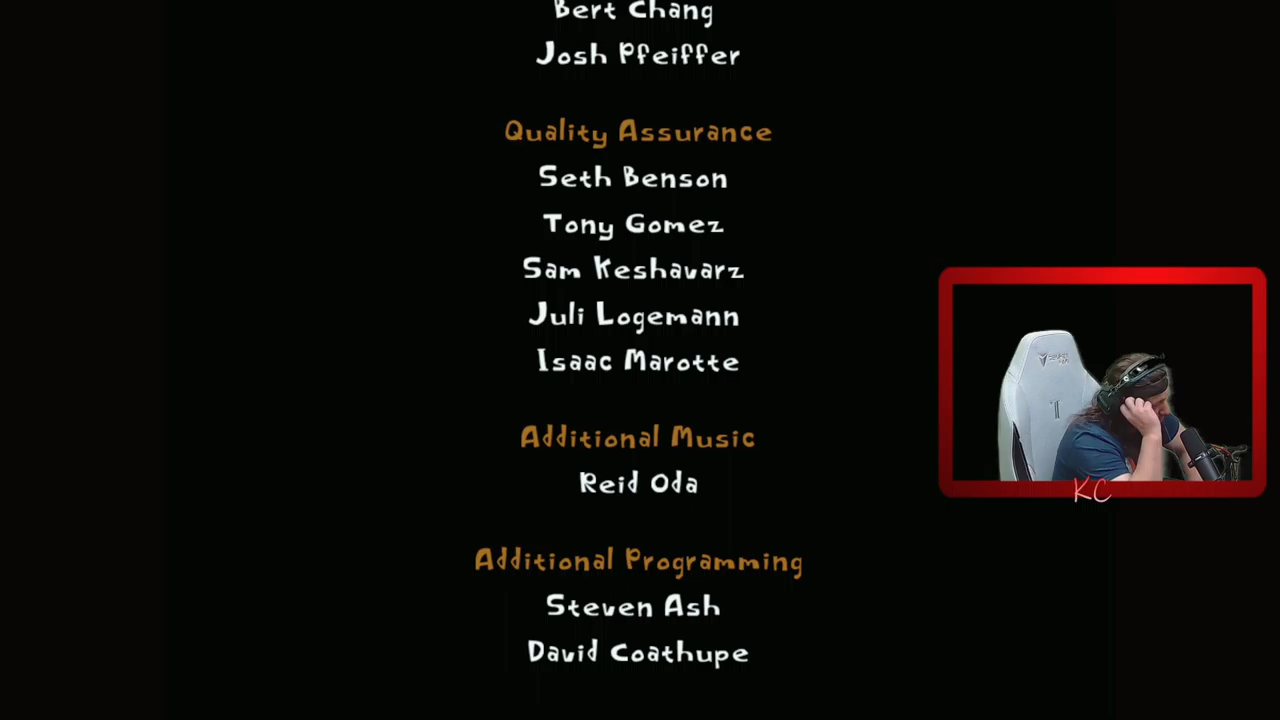 Bert Chang
Josh Pfeiffer
Quality Assurance
Seth Benson
Tony Gomez
Sam Keshavarz
Juli Logemann
Isaac Marotte
Additional Music
Reid Oda
Additional Programming
Steven Ash
David Coathupe
KC